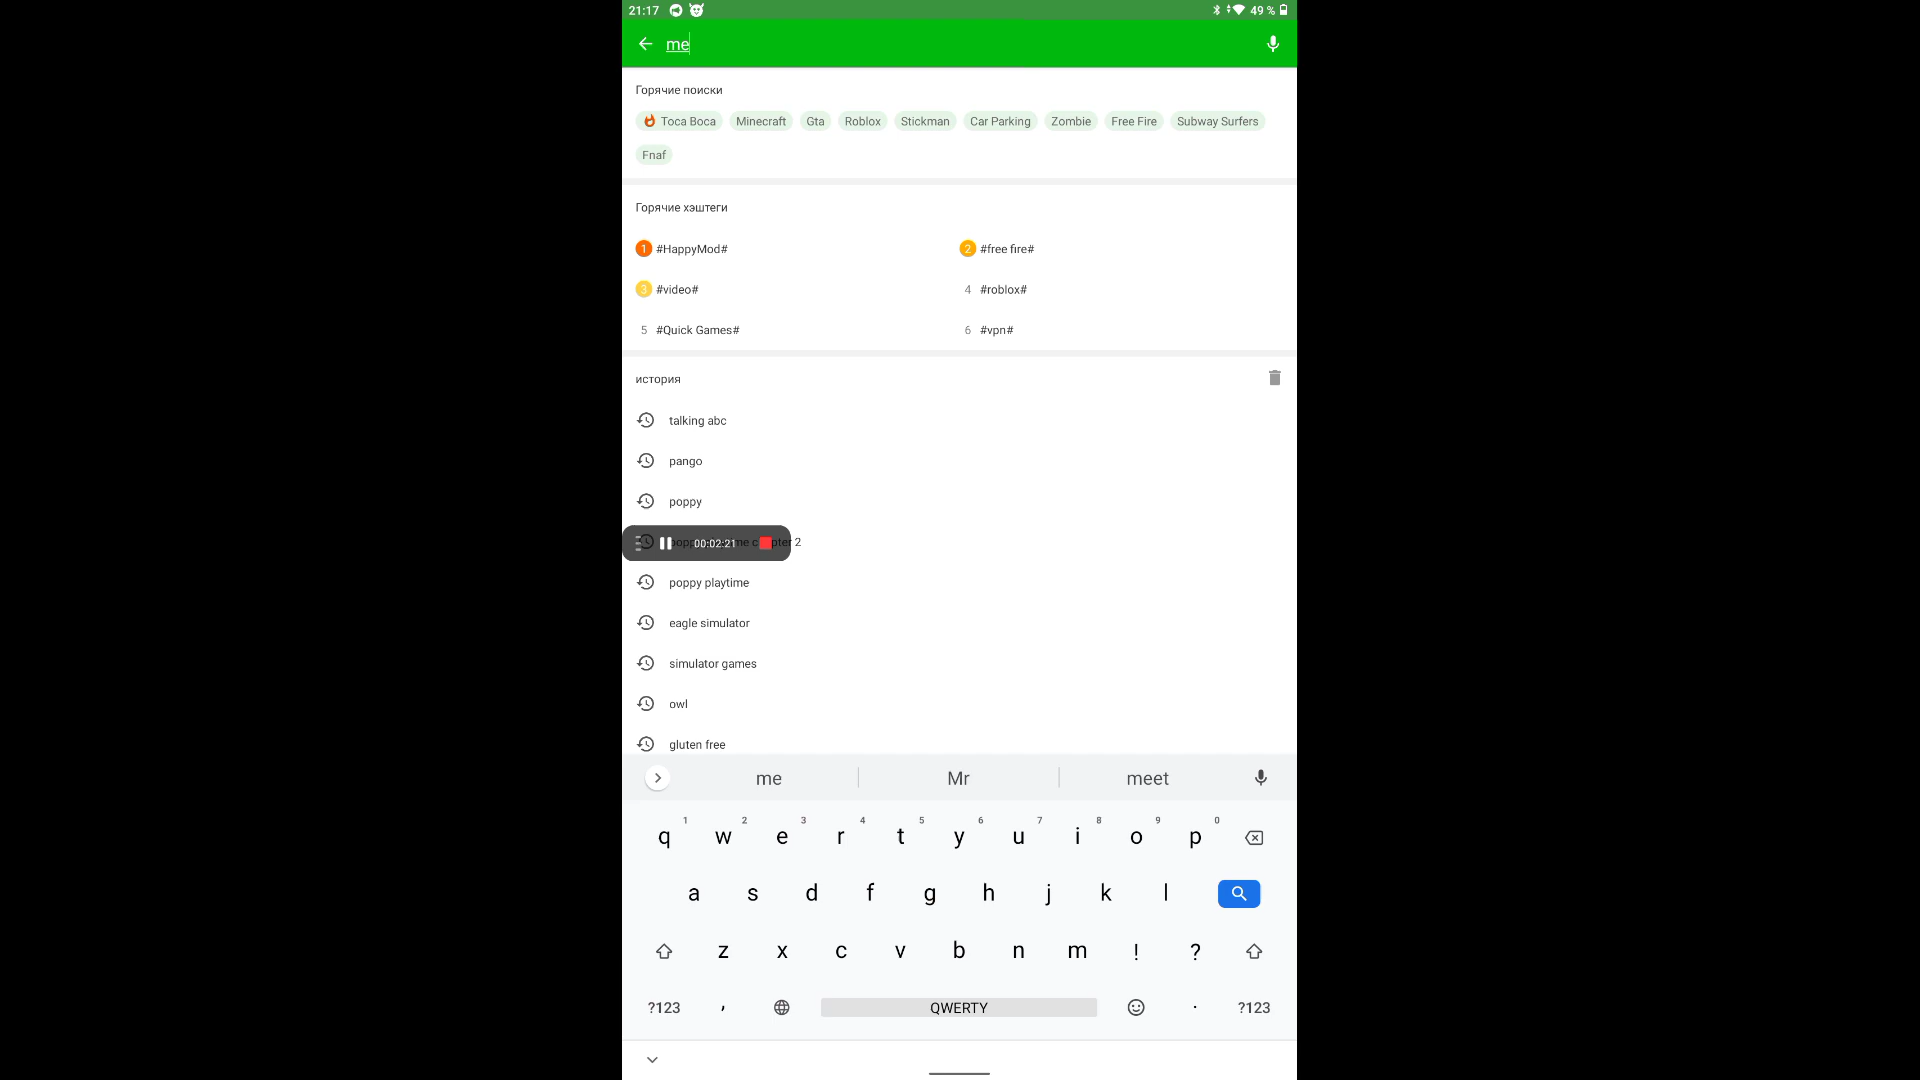 21:17 49 %
me
Горячие поиски
Toca Boca Minecraft Gta Roblox Stickman Car Parking Zombie Free Fire Subway Surfers
Fnaf
Горячие хэштеги
1 #HappyMod# 2 #free fire#
3 #video# 4 #roblox#
5 #Quick Games# 6 #vpn#
история
talking abc
pango
poppy
00:02:21 2
poppy playtime
eagle simulator
simulator games
owl
gluten free
me Mr meet
q 1 w 2 e 3 r 4 t 5 y 6 u 7 i 8 o 9 p 0
a s d f g h j k l
z x c v b n m ! ?
?123 , QWERTY . ?123